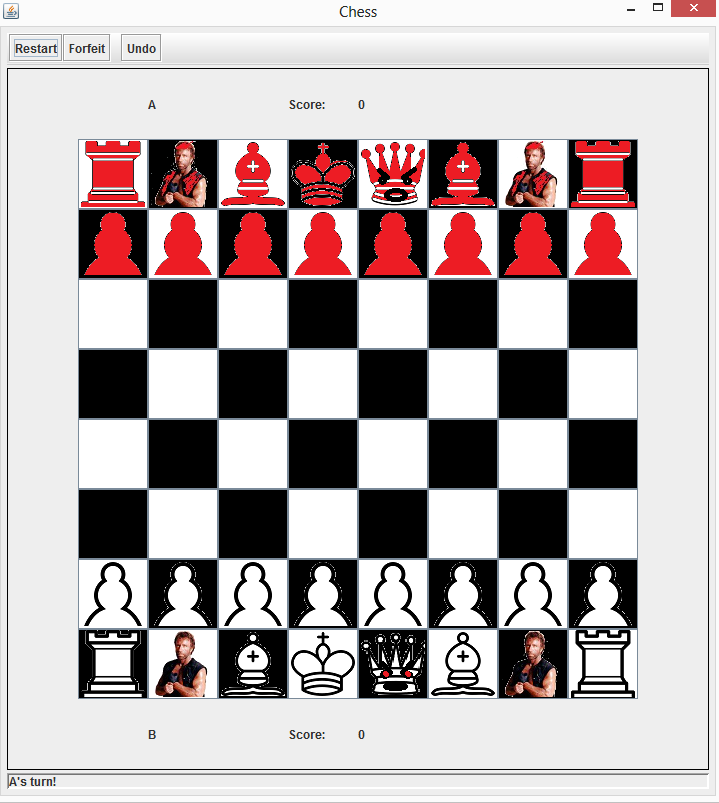 Chess
Restart Forfeit Undo
A Score: 0
B Score: 0
A's turn!